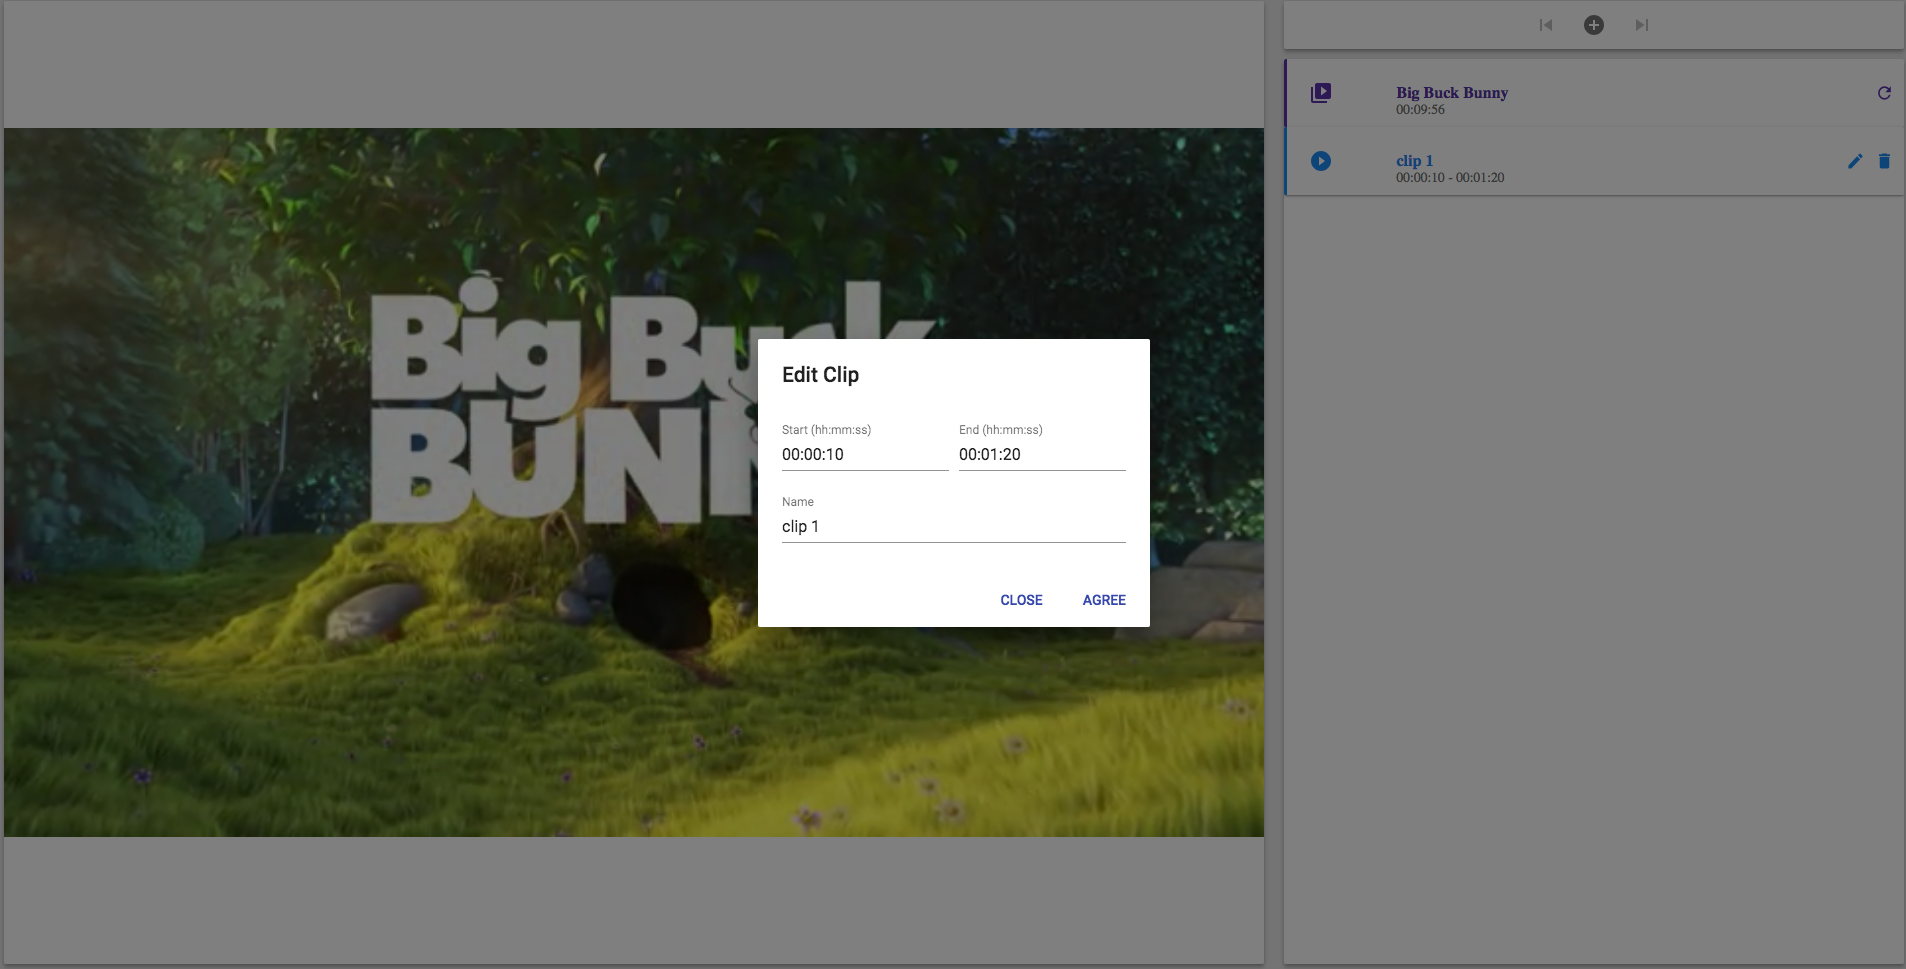 Big Buck
BUNN
Big Buck Bunny
00:09:56
clip 1
00:00:10 - 00:01:20
Edit Clip
Start (hh:mm:ss) End (hh:mm:ss)
00:00:10 00:01:20
Name
clip 1
CLOSE AGREE